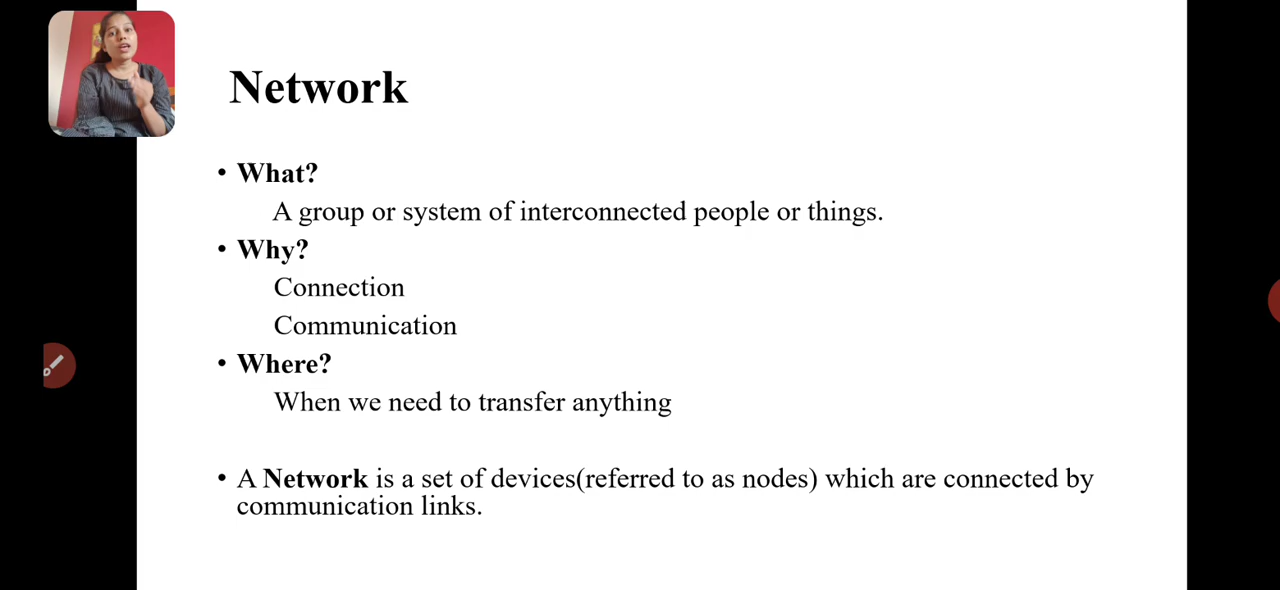 Network
• What?
A group or system of interconnected people or things.
• Why?
Connection
Communication
• Where?
When we need to transfer anything
• A Network is a set of devices(referred to as nodes) which are connected by
communication links.